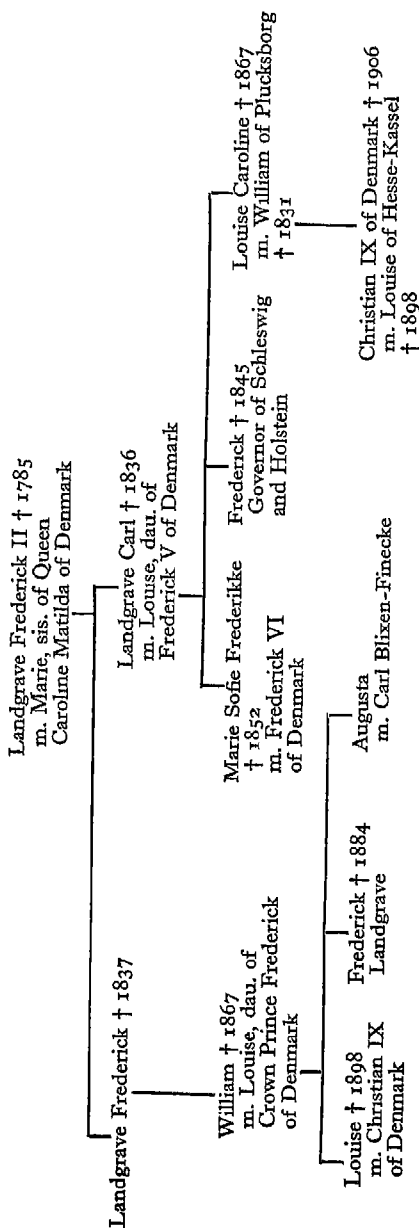 Landgrave Frederick II † 1785
m. Marie, sis. of Queen
Caroline Matilda of Denmark
Landgrave Frederick † 1837
Landgrave Carl † 1836
m. Louise, dau. of
Frederick V of Denmark
William † 1867
m. Louise, dau. of
Crown Prince Frederick
of Denmark
Marie Sofie Frederikke
† 1852
m. Frederick VI
of Denmark
Frederick † 1845
Governor of Schleswig
and Holstein
Louise Caroline † 1867
m. William of Plucksborg
† 1831
Louise † 1898
m. Christian IX
of Denmark
Frederick † 1884
Landgrave
Augusta
m. Carl Blixen-Finecke
Christian IX of Denmark † 1906
m. Louise of Hesse-Kassel
† 1898